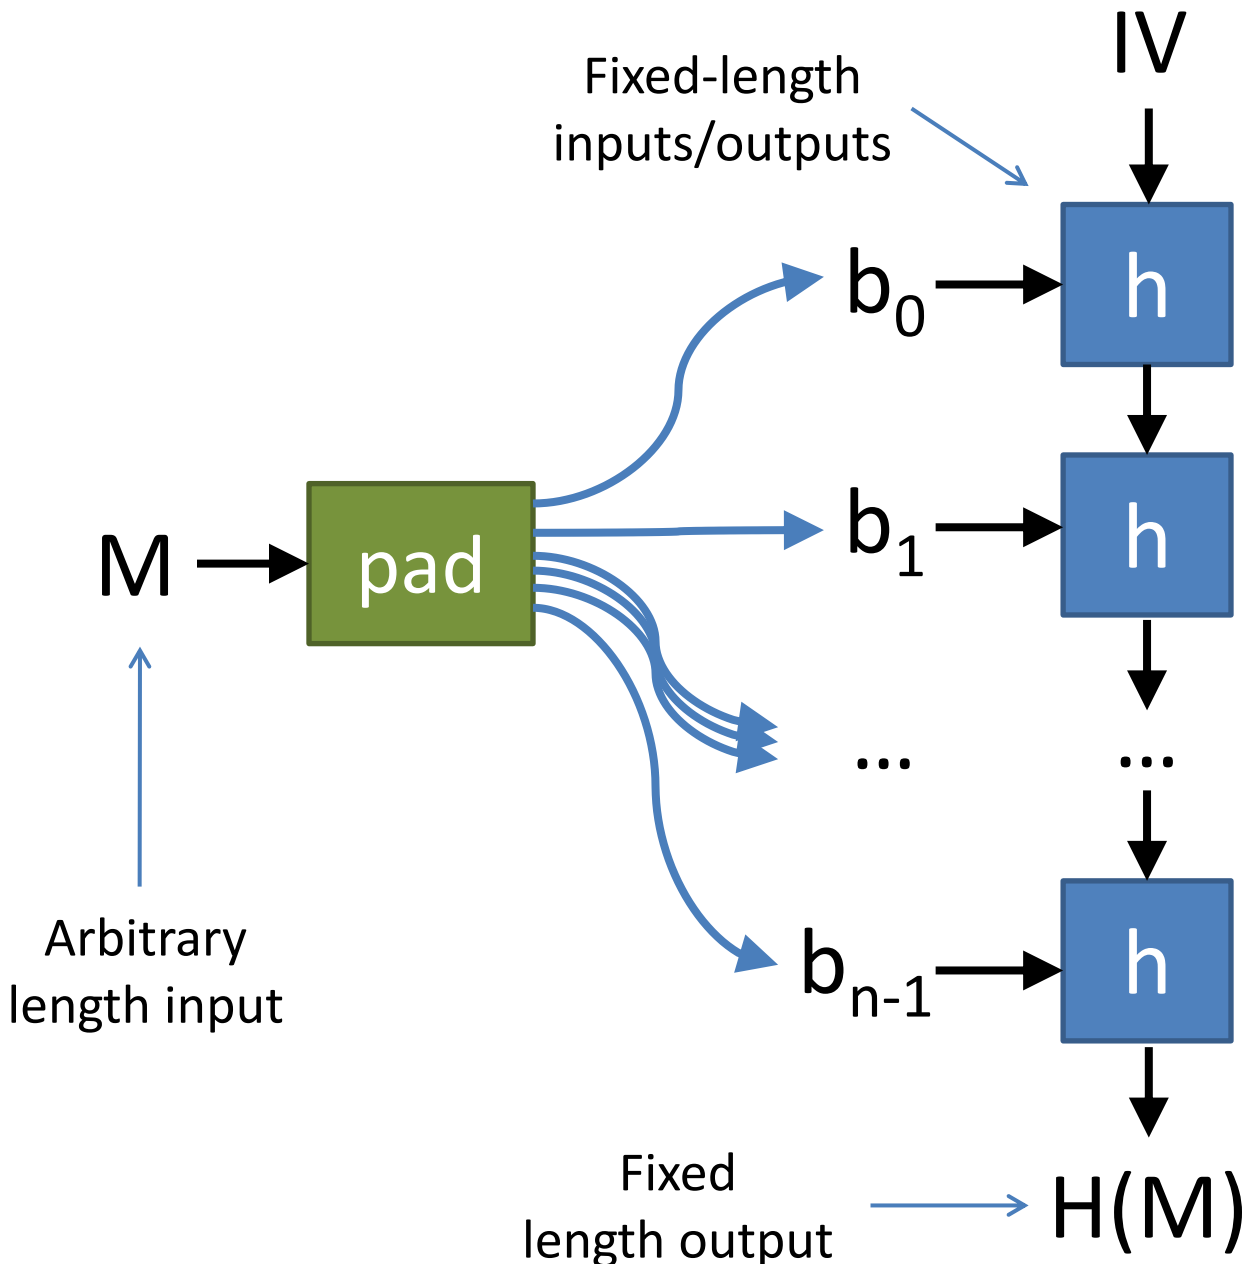 IV
Fixed-length
inputs/outputs
h
b0
h
b1
M
pad
h
...
...
Arbitrary
length input
h
bn-1
Fixed
length output
H(M)